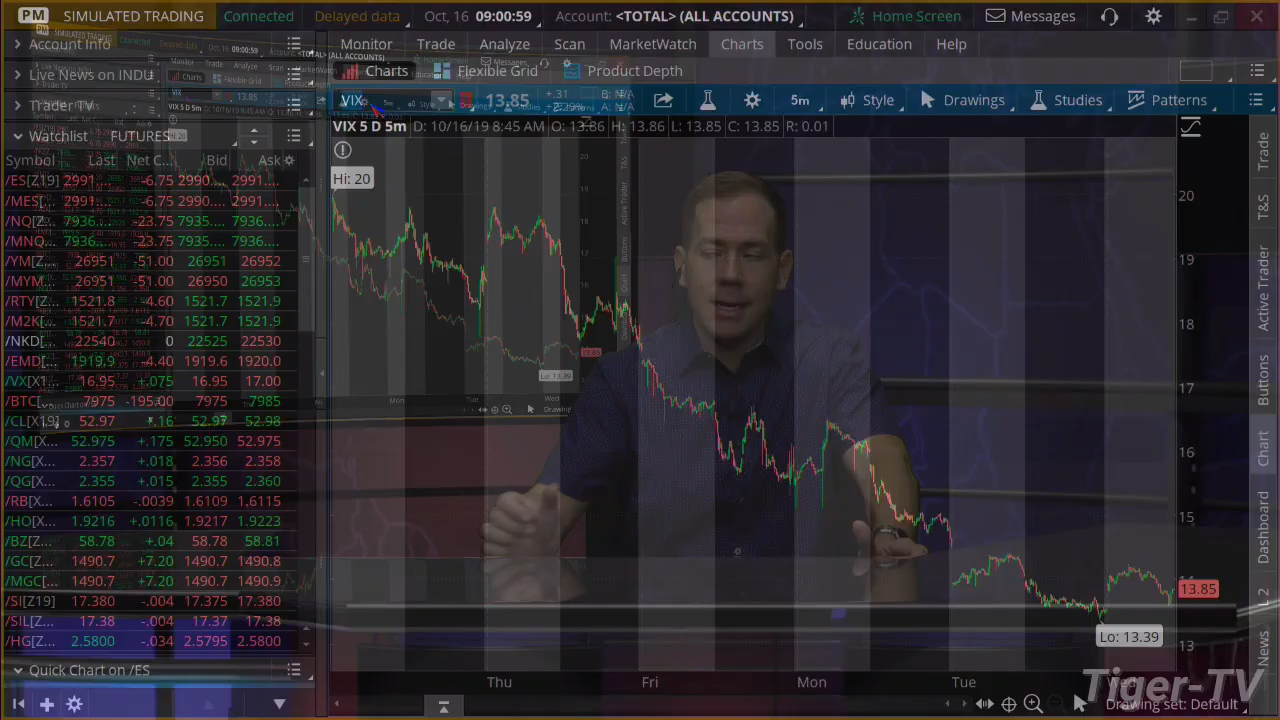 PM SIMULATED TRADING Connected Delayed data Oct, 16 09:00:59 Account: <TOTAL> (ALL ACCOUNTS) Home Screen Messages
Account Info
Live News on INDU
Trader TV
Watchlist FUTURES
Monitor Trade Analyze Scan MarketWatch Charts Tools Education Help
Charts Flexible Grid Product Depth
VIX 13.85 +.31 +2.29% B: N/A A: N/A 5m Style Drawings Studies Patterns
VIX 5 D 5m D: 10/16/19 8:45 AM O: 13.86 H: 13.86 L: 13.85 C: 13.85 R: 0.01
Symbol Last Net C... Bid Ask
/ES[Z19] 2991... -6.75 2990.... 2991....
/MES[... 2991... -6.75 2990.... 2991....
/NQ[Z... 7936... -23.75 7935.... 7936....
/MNQ... 7936... -23.75 7935.... 7936....
/YM[Z... 26951 -51.00 26951 26952
/MYM... 26951 -51.00 26950 26953
/RTY[Z... 1521.8 -4.60 1521.7 1521.9
/M2K[... 1521.7 -4.70 1521.7 1521.9
/NKD[... 22540 0 22525 22530
/EMD[... 1919.9 -4.40 1919.6 1920.0
/VX[X1... 16.95 +.075 16.95 17.00
/BTC[... 7975 -195.00 7975 7985
/CL[X19] 52.97 +.16 52.97 52.98
/QM[X... 52.975 +.175 52.950 52.975
/NG[X... 2.357 +.018 2.356 2.358
/QG[X... 2.355 +.015 2.355 2.360
/RB[X... 1.6105 -.0039 1.6109 1.6115
/HO[X... 1.9216 +.0116 1.9217 1.9223
/BZ[Z... 58.78 +.04 58.78 58.81
/GC[Z... 1490.7 +7.20 1490.7 1490.8
/MGC[... 1490.7 +7.20 1490.7 1490.9
/SI[Z19] 17.380 -.004 17.375 17.380
/SIL[Z... 17.38 -.004 17.37 17.38
/HG[Z... 2.5800 -.034 2.5795 2.5800
Quick Chart on /ES
Hi: 20
20
19
18
17
16
15
14
13.85
Lo: 13.39
13
Thu Fri Mon Tue Wed
Drawing set: Default
Trade
T&S
Active Trader
Buttons
Chart
Dashboard
L 2
News
Tiger-TV